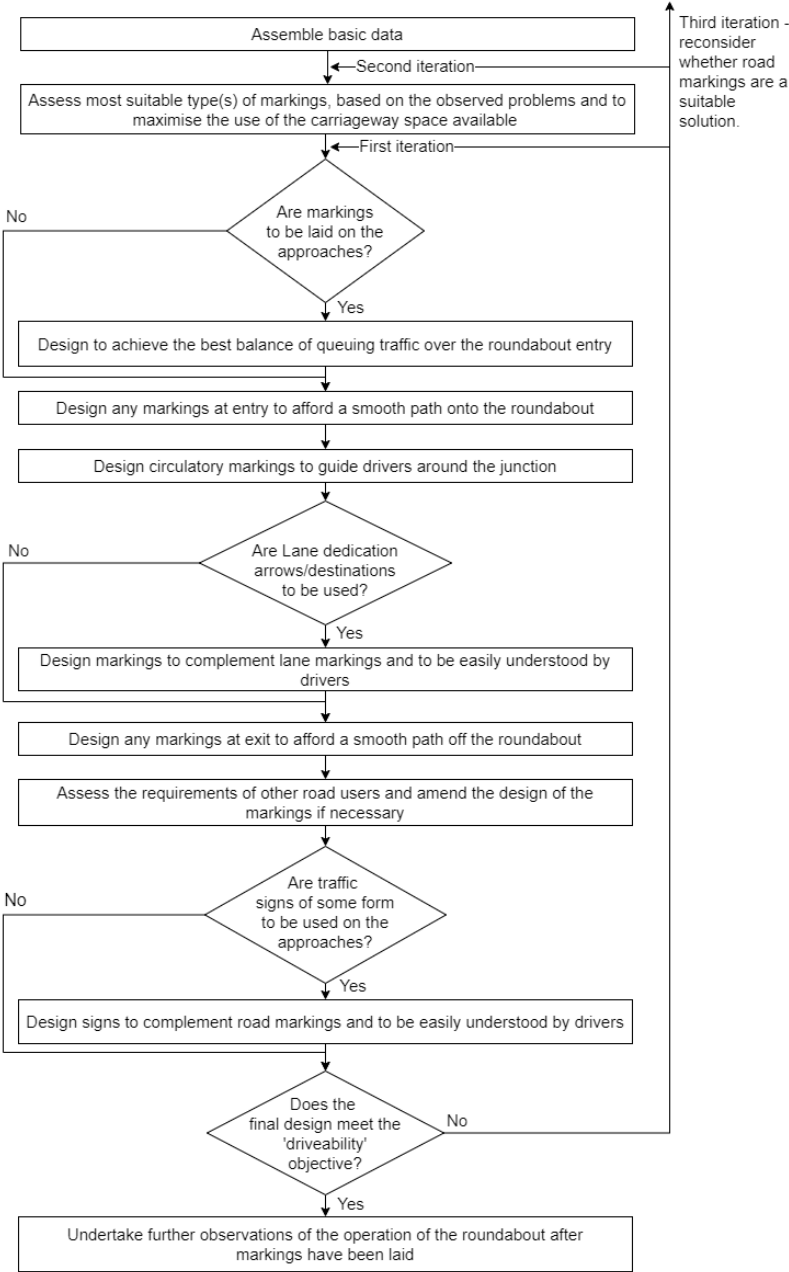 Assemble basic data
Third iteration -
reconsider
whether road
markings are a
suitable
solution.
Second iteration
Assess most suitable type(s) of markings, based on the observed problems and to
maximise the use of the carriageway space available
First iteration
Are markings
to be laid on the
approaches?
No
Yes
Design to achieve the best balance of queuing traffic over the roundabout entry
Design any markings at entry to afford a smooth path onto the roundabout
Design circulatory markings to guide drivers around the junction
Are Lane dedication
arrows/destinations
to be used?
No
Yes
Design markings to complement lane markings and to be easily understood by
drivers
Design any markings at exit to afford a smooth path off the roundabout
Assess the requirements of other road users and amend the design of the
markings if necessary
Are traffic
signs of some form
to be used on the
approaches?
No
Yes
Design signs to complement road markings and to be easily understood by drivers
Does the
final design meet the
'driveability'
objective?
No
Yes
Undertake further observations of the operation of the roundabout after
markings have been laid